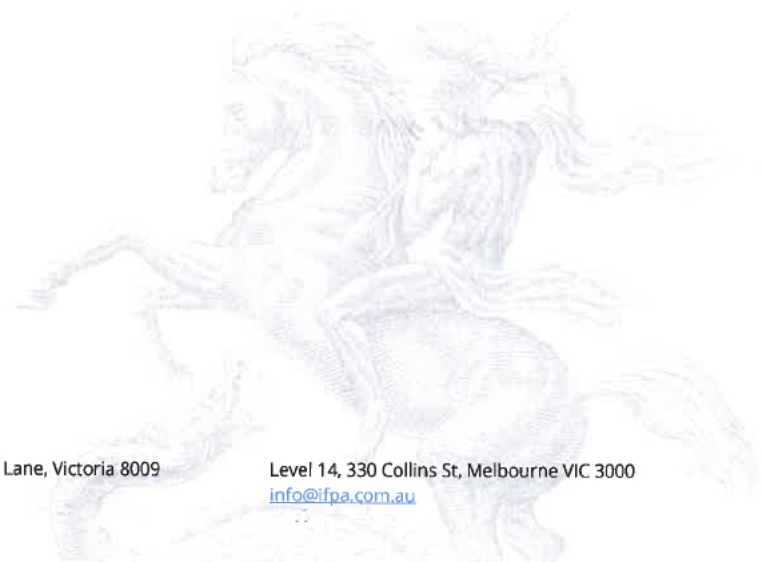 Lane, Victoria 8009
Level 14, 330 Collins St, Melbourne VIC 3000
info@ifpa.com.au